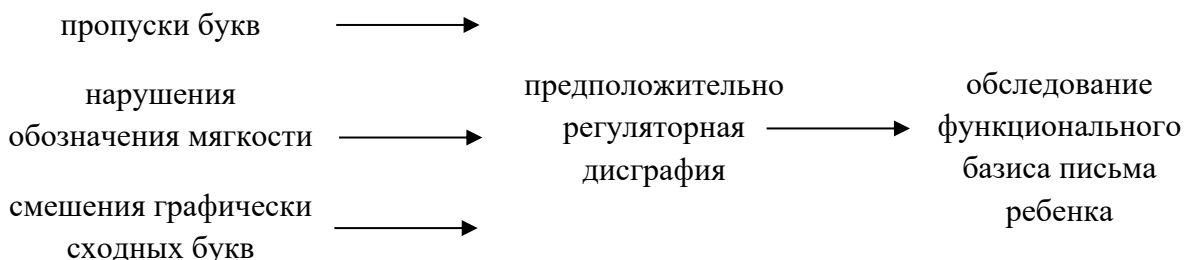 пропуски букв
нарушения
обозначения мягкости
смешения графически
сходных букв
предположительно
регуляторная
дисграфия
обследование
функционального
базиса письма
ребенка